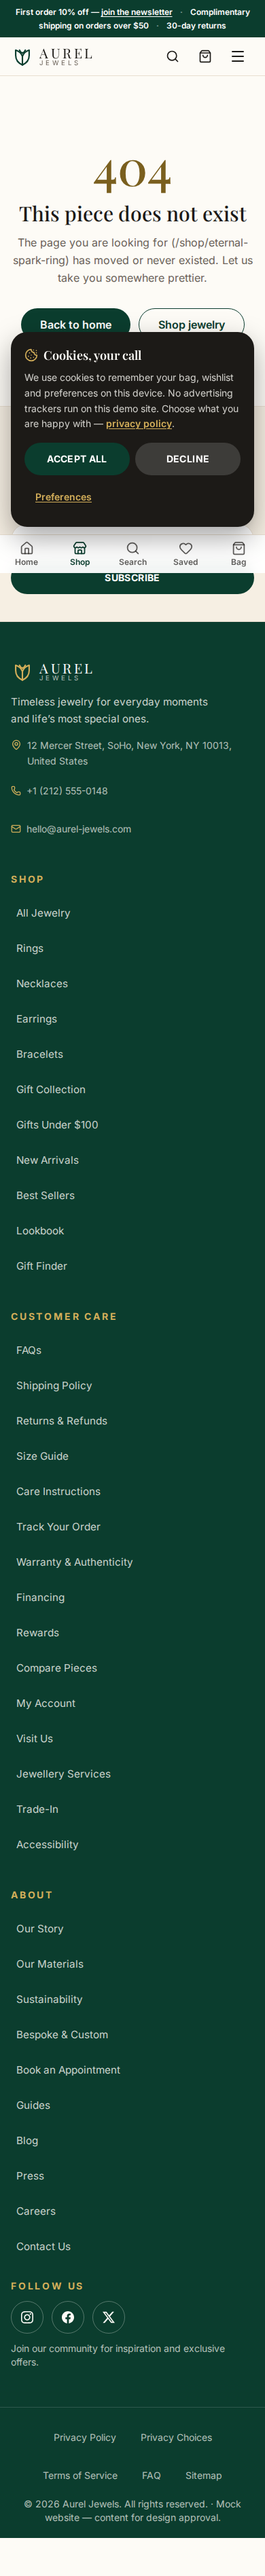 First order 10% off — join the newsletter · Complimentary
shipping on orders over $50 · 30-day returns
AUREL
JEWELS
404
This piece does not exist
The page you are looking for (/shop/eternal-
spark-ring) has moved or never existed. Let us
take you somewhere prettier.
Back to home
Shop jewelry
Cookies, your call
We use cookies to remember your bag, wishlist
and preferences on this device. No advertising
trackers run on this demo site. Choose what you
are happy with — privacy policy.
ACCEPT ALL
DECLINE
Preferences
Home
Shop
Search
Saved
Bag
SUBSCRIBE
AUREL
JEWELS
Timeless jewelry for everyday moments
and life's most special ones.
12 Mercer Street, SoHo, New York, NY 10013,
United States
+1 (212) 555-0148
hello@aurel-jewels.com
SHOP
All Jewelry
Rings
Necklaces
Earrings
Bracelets
Gift Collection
Gifts Under $100
New Arrivals
Best Sellers
Lookbook
Gift Finder
CUSTOMER CARE
FAQs
Shipping Policy
Returns & Refunds
Size Guide
Care Instructions
Track Your Order
Warranty & Authenticity
Financing
Rewards
Compare Pieces
My Account
Visit Us
Jewellery Services
Trade-In
Accessibility
ABOUT
Our Story
Our Materials
Sustainability
Bespoke & Custom
Book an Appointment
Guides
Blog
Press
Careers
Contact Us
FOLLOW US
Join our community for inspiration and exclusive
offers.
Privacy Policy
Privacy Choices
Terms of Service
FAQ
Sitemap
© 2026 Aurel Jewels. All rights reserved. · Mock
website — content for design approval.